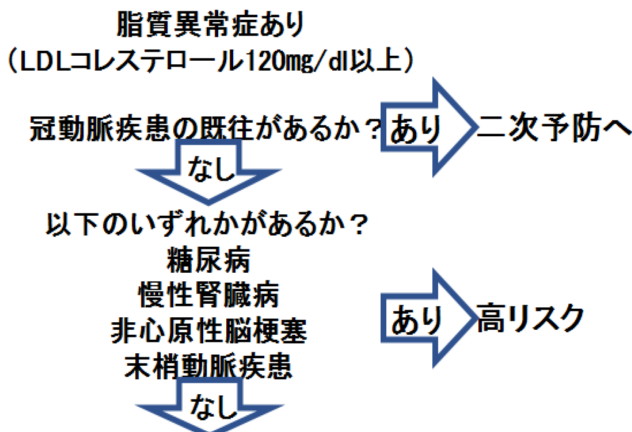 脂質異常症あり
（LDLコレステロール120mg/dl以上）
冠動脈疾患の既往があるか？ あり 二次予防へ
なし
以下のいずれかがあるか？
糖尿病
慢性腎臓病
非心原性脳梗塞
末梢動脈疾患
あり 高リスク
なし